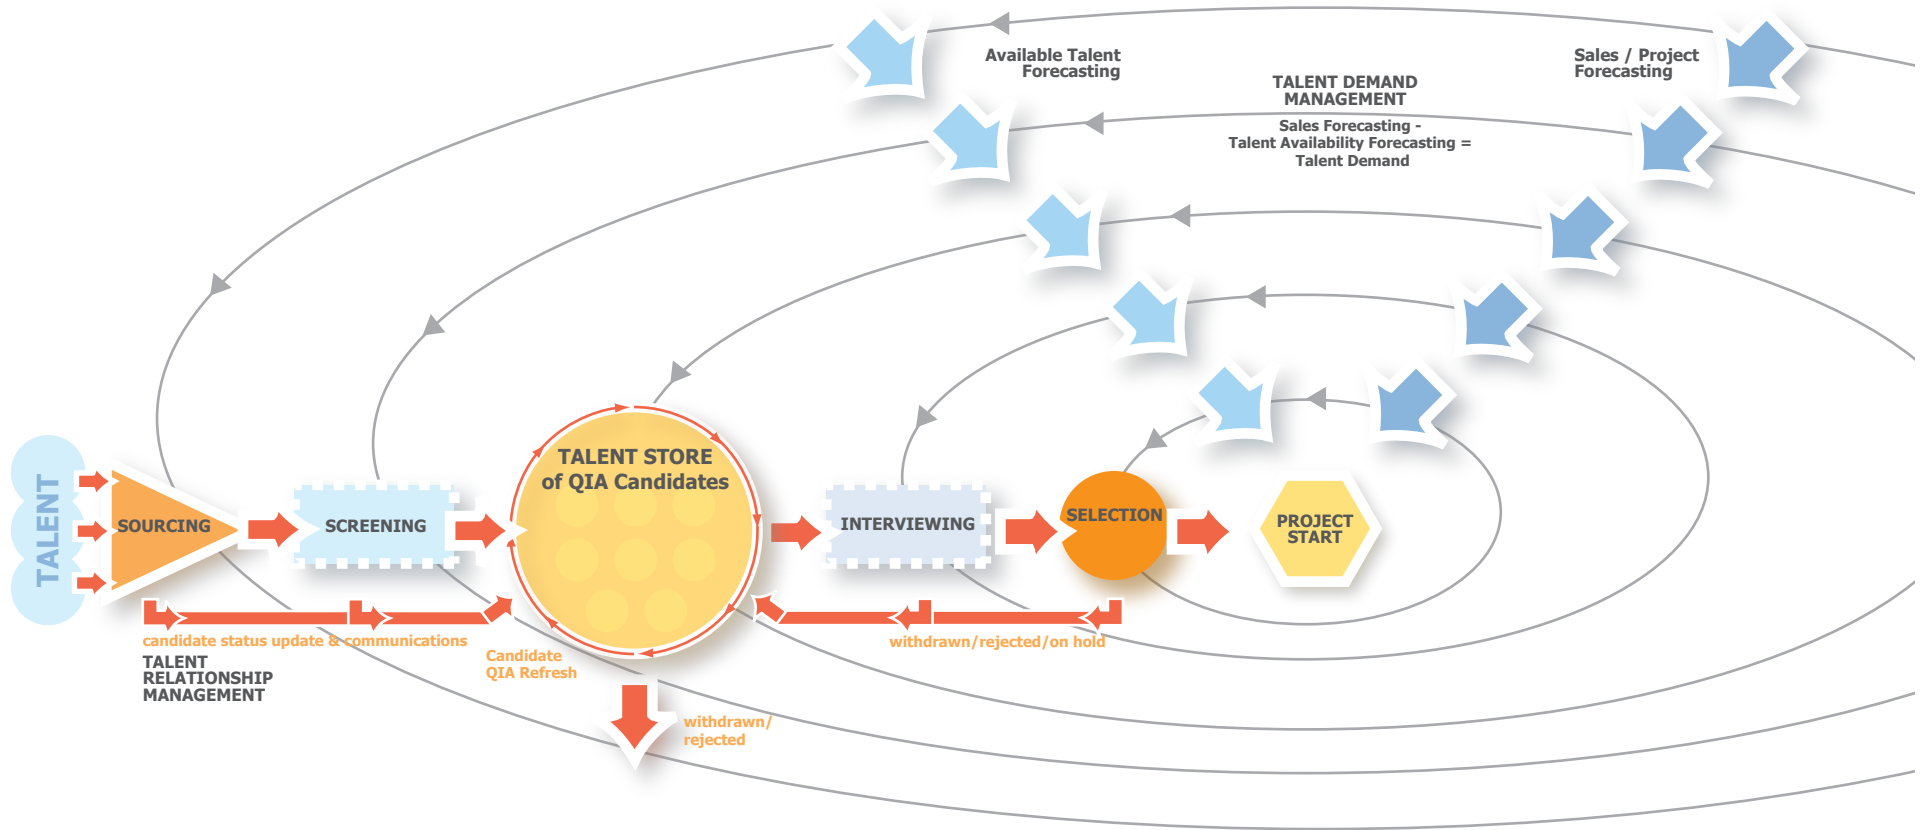 Available Talent
Forecasting
Sales / Project
Forecasting
TALENT DEMAND
MANAGEMENT
Sales Forecasting -
Talent Availability Forecasting =
Talent Demand
TALENT
SOURCING
SCREENING
TALENT STORE
of QIA Candidates
INTERVIEWING
SELECTION
PROJECT
START
candidate status update & communications
TALENT
RELATIONSHIP
MANAGEMENT
Candidate
QIA Refresh
withdrawn/rejected/on hold
withdrawn/
rejected